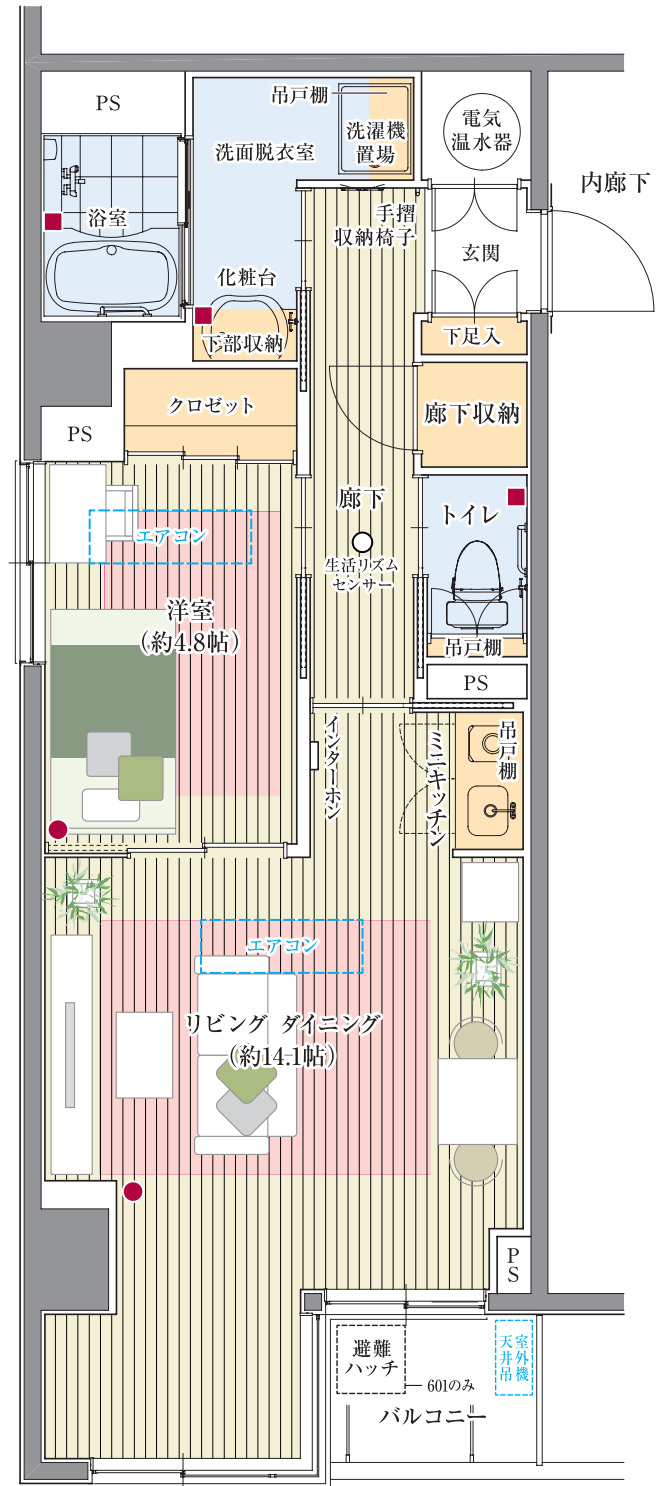 PS
吊戸棚
洗濯機
置場
洗面脱衣室
電気
温水器
内廊下
浴室
手摺
収納椅子
玄関
化粧台
下部収納
下足入
クロゼット
廊下収納
PS
エアコン
廊下
トイレ
生活リズム
センサー
洋室
(約4.8帖)
吊戸棚
PS
インターホン
ミニキッチン
吊戸棚
エアコン
リビング ダイニング
(約14.1帖)
PS
避難
ハッチ
601のみ
室外機
天井吊
バルコニー